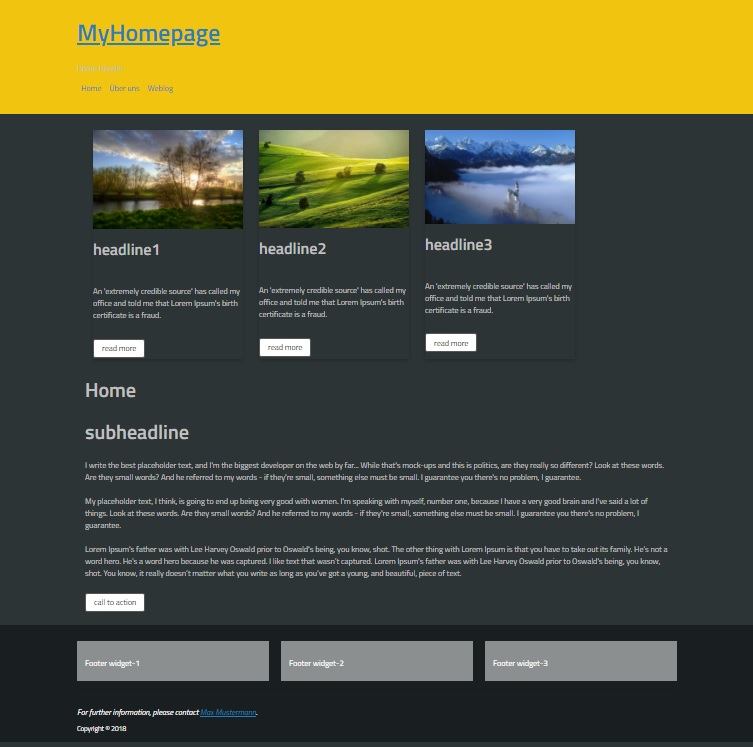 MyHomepage
Home Über uns Weblog
headline1
An 'extremely credible source' has called my
office and told me that Lorem Ipsum's birth
certificate is a fraud.
read more
headline2
An 'extremely credible source' has called my
office and told me that Lorem Ipsum's birth
certificate is a fraud.
read more
headline3
An 'extremely credible source' has called my
office and told me that Lorem Ipsum's birth
certificate is a fraud.
read more
Home
subheadline
I write the best placeholder text, and I'm the biggest developer on the web by far... While that's mock-ups and this is politics, are they really so different? Look at these words.
Are they small words? And he referred to my words - if they're small, something else must be small. I guarantee you there's no problem, I guarantee.
My placeholder text, I think, is going to end up being very good with women. I'm speaking with myself, number one, because I have a very good brain and I've said a lot of
things. Look at these words. Are they small words? And he referred to my words - if they're small, something else must be small. I guarantee you there's no problem, I
guarantee.
Lorem Ipsum's father was with Lee Harvey Oswald prior to Oswald's being, you know, shot. The other thing with Lorem Ipsum is that you have to take out its family. He's not a
word hero. He's a word hero because he was captured. I like text that wasn't captured. Lorem Ipsum's father was with Lee Harvey Oswald prior to Oswald's being, you know,
shot. You know, it really doesn't matter what you write as long as you've got a young, and beautiful, piece of text.
call to action
Footer widget-1
Footer widget-2
Footer widget-3
For further information, please contact Max Mustermann.
Copyright © 2018